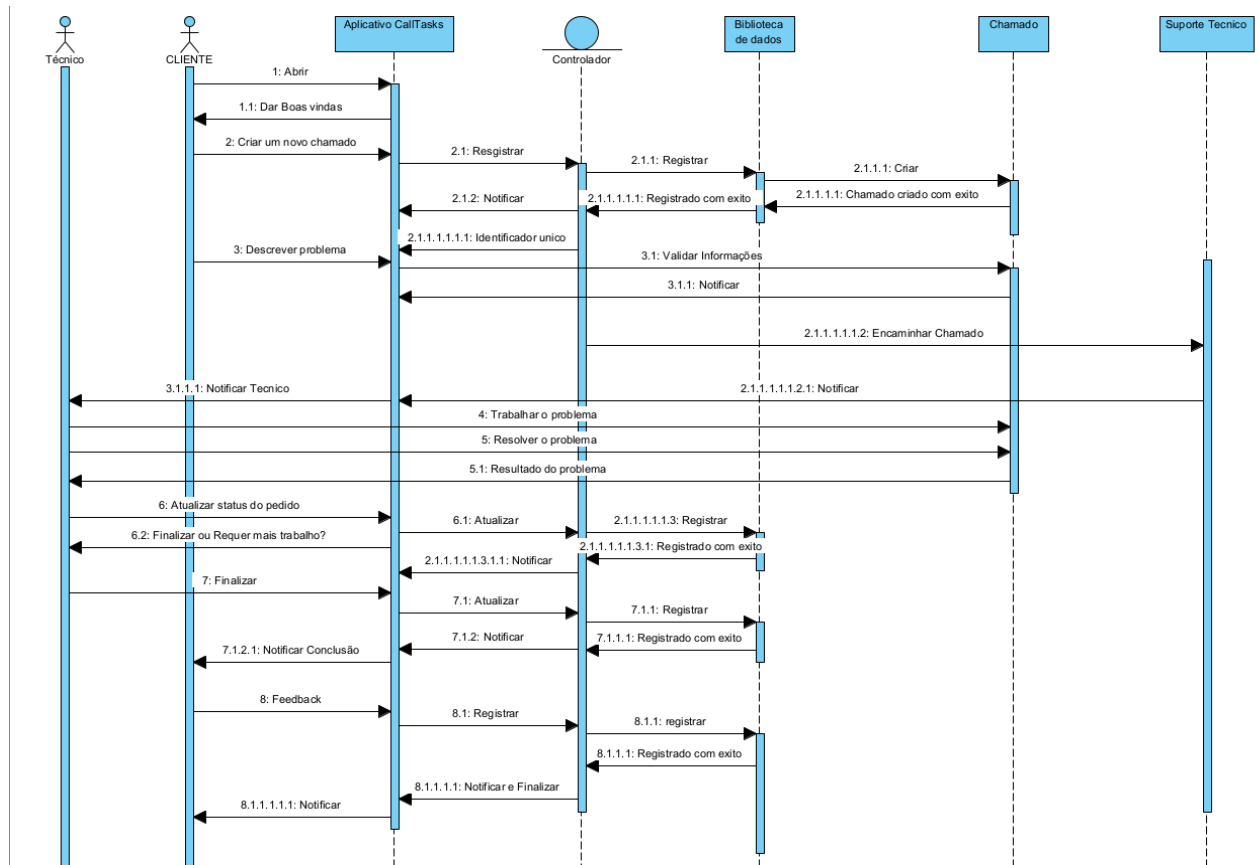 Aplicativo CallTasks
Biblioteca
de dados
Chamado
Suporte Tecnico
Técnico
CLIENTE
Controlador
1: Abrir
1.1: Dar Boas vindas
2: Criar um novo chamado
2.1: Resgistrar
2.1.1: Registrar
2.1.1.1: Criar
2.1.2: Notificar
2.1.1.1.1.1: Registrado com exito
2.1.1.1.1: Chamado criado com exito
2.1.1.1.1.1.1: Identificador unico
3: Descrever problema
3.1: Validar Informações
3.1.1: Notificar
2.1.1.1.1.1.2: Encaminhar Chamado
3.1.1.1: Notificar Tecnico
2.1.1.1.1.1.2.1: Notificar
4: Trabalhar o problema
5: Resolver o problema
5.1: Resultado do problema
6: Atualizar status do pedido
6.1: Atualizar
2.1.1.1.1.1.3: Registrar
6.2: Finalizar ou Requer mais trabalho?
2.1.1.1.1.1.3.1: Registrado com exito
2.1.1.1.1.1.3.1.1: Notificar
7: Finalizar
7.1: Atualizar
7.1.1: Registrar
7.1.2: Notificar
7.1.1.1: Registrado com exito
7.1.2.1: Notificar Conclusão
8: Feedback
8.1: Registrar
8.1.1: registrar
8.1.1.1: Registrado com exito
8.1.1.1.1: Notificar e Finalizar
8.1.1.1.1.1: Notificar